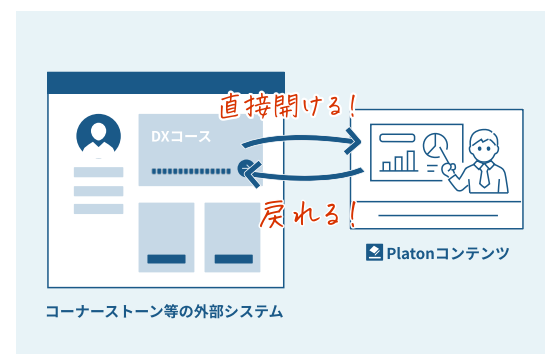 直接開ける!
DXコース
戻れる!
Platonコンテンツ
コーナーストーン等の外部システム